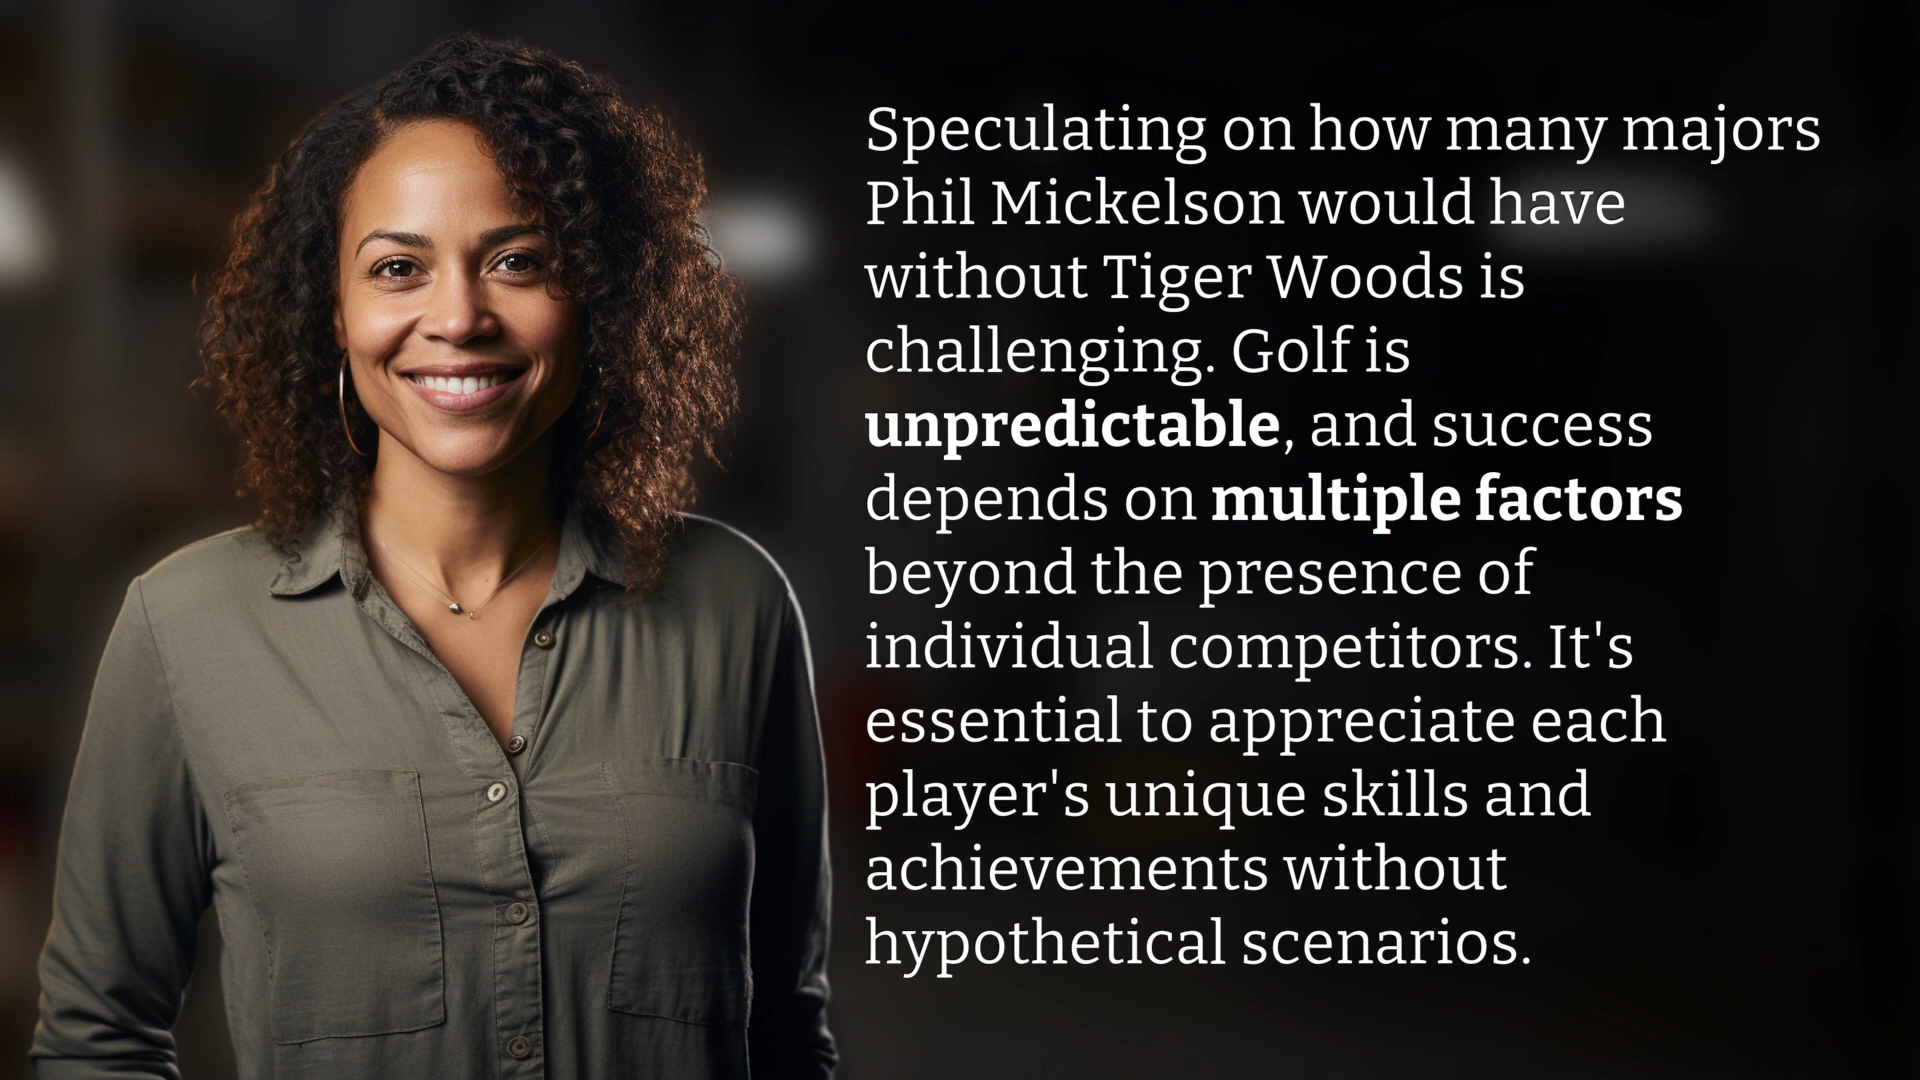 Speculating on how many majors
Phil Mickelson would have
without Tiger Woods is
challenging. Golf is
unpredictable, and success
depends on multiple factors
beyond the presence of
individual competitors. It's
essential to appreciate each
player's unique skills and
achievements without
hypothetical scenarios.